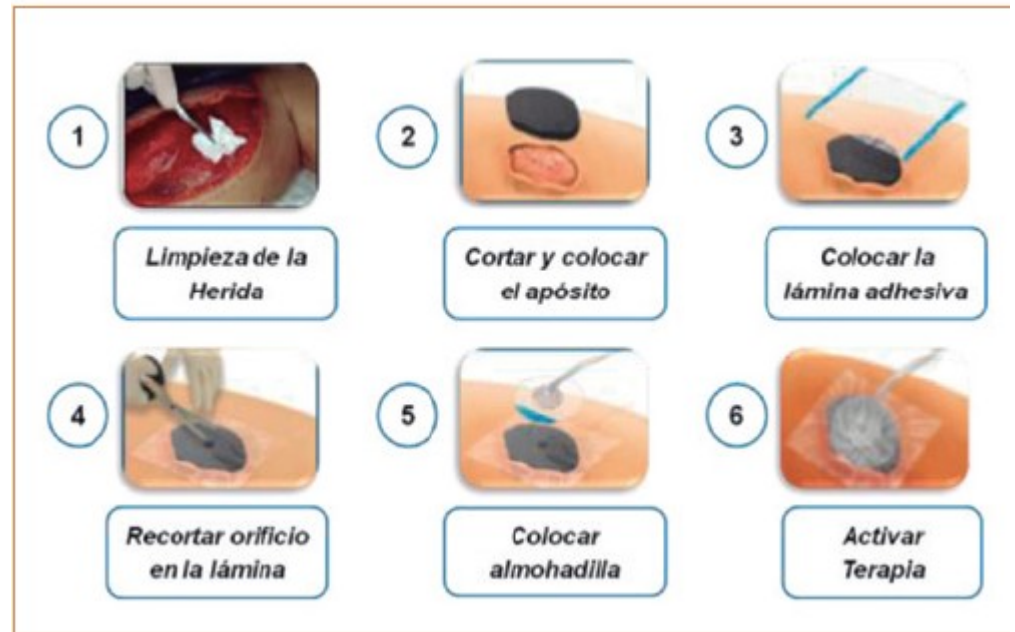 1
Limpieza de la
Herida
2
Cortar y colocar
el apósito
3
Colocar la
lámina adhesiva
4
Recortar orificio
en la lámina
5
Colocar
almohadilla
6
Activar
Terapia